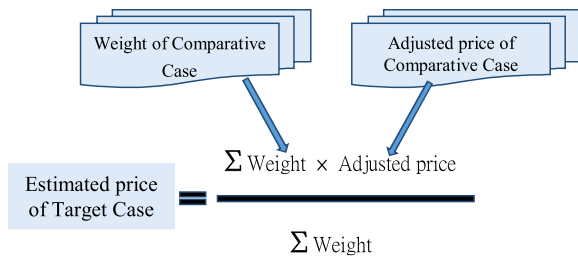 Weight of Comparative
Case
Adjusted price of
Comparative Case
∑ Weight × Adjusted price
Estimated price
of Target Case
=
∑ Weight